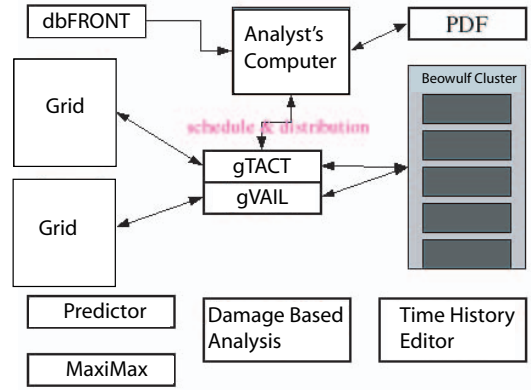 dbFRONT
Analyst's
Computer
PDF
Grid
Beowulf Cluster
schedule & distribution
gTACT
gVAIL
Grid
Predictor
Damage Based
Analysis
Time History
Editor
MaxiMax